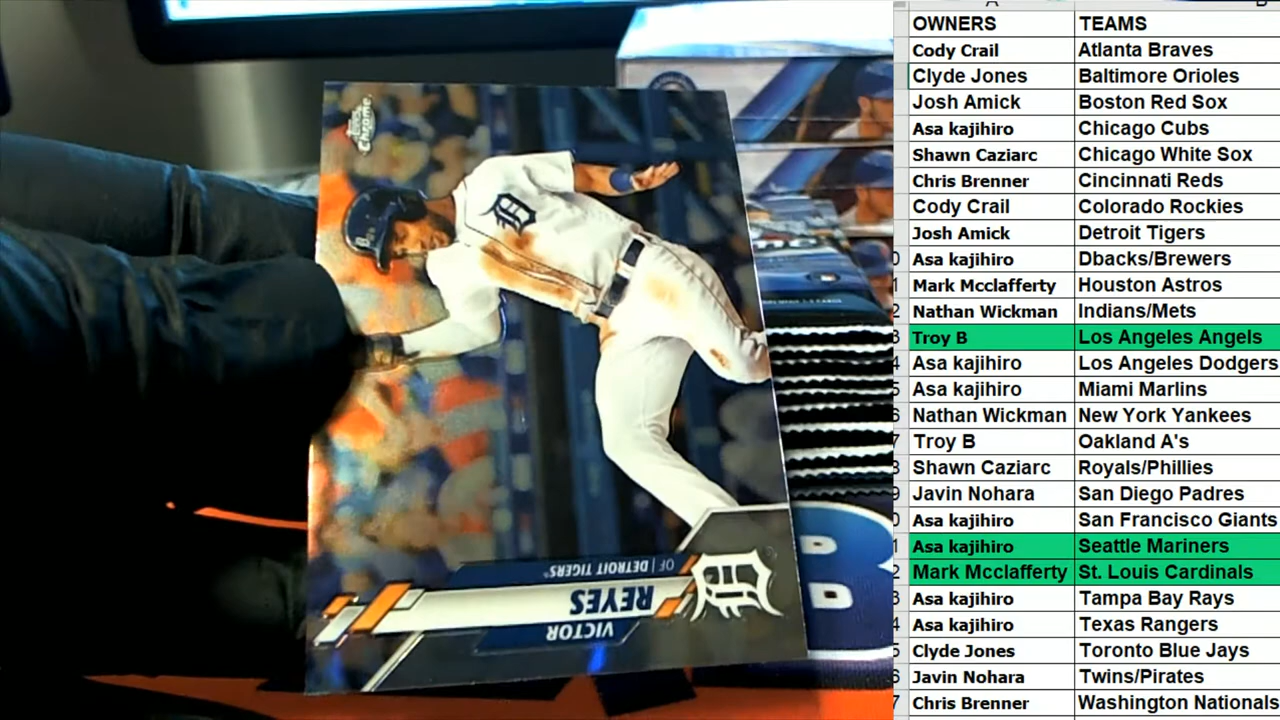 Topps
Chrome
D
OF | DETROIT TIGERS®
REYES
VICTOR
OWNERS TEAMS
Cody Crail Atlanta Braves
Clyde Jones Baltimore Orioles
Josh Amick Boston Red Sox
Asa kajihiro Chicago Cubs
Shawn Caziarc Chicago White Sox
Chris Brenner Cincinnati Reds
Cody Crail Colorado Rockies
Josh Amick Detroit Tigers
Asa kajihiro Dbacks/Brewers
Mark Mcclafferty Houston Astros
Nathan Wickman Indians/Mets
Troy B Los Angeles Angels
Asa kajihiro Los Angeles Dodgers
Asa kajihiro Miami Marlins
Nathan Wickman New York Yankees
Troy B Oakland A's
Shawn Caziarc Royals/Phillies
Javin Nohara San Diego Padres
Asa kajihiro San Francisco Giants
Asa kajihiro Seattle Mariners
Mark Mcclafferty St. Louis Cardinals
Asa kajihiro Tampa Bay Rays
Asa kajihiro Texas Rangers
Clyde Jones Toronto Blue Jays
Javin Nohara Twins/Pirates
Chris Brenner Washington Nationals